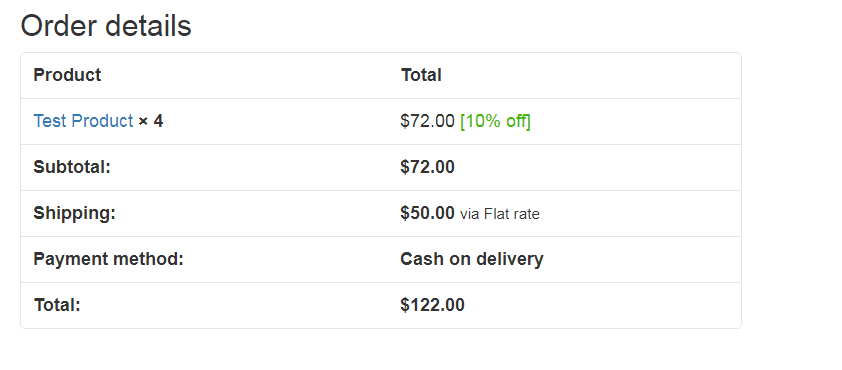 Order details
Product Total
Test Product × 4 $72.00 [10% off]
Subtotal: $72.00
Shipping: $50.00 via Flat rate
Payment method: Cash on delivery
Total: $122.00